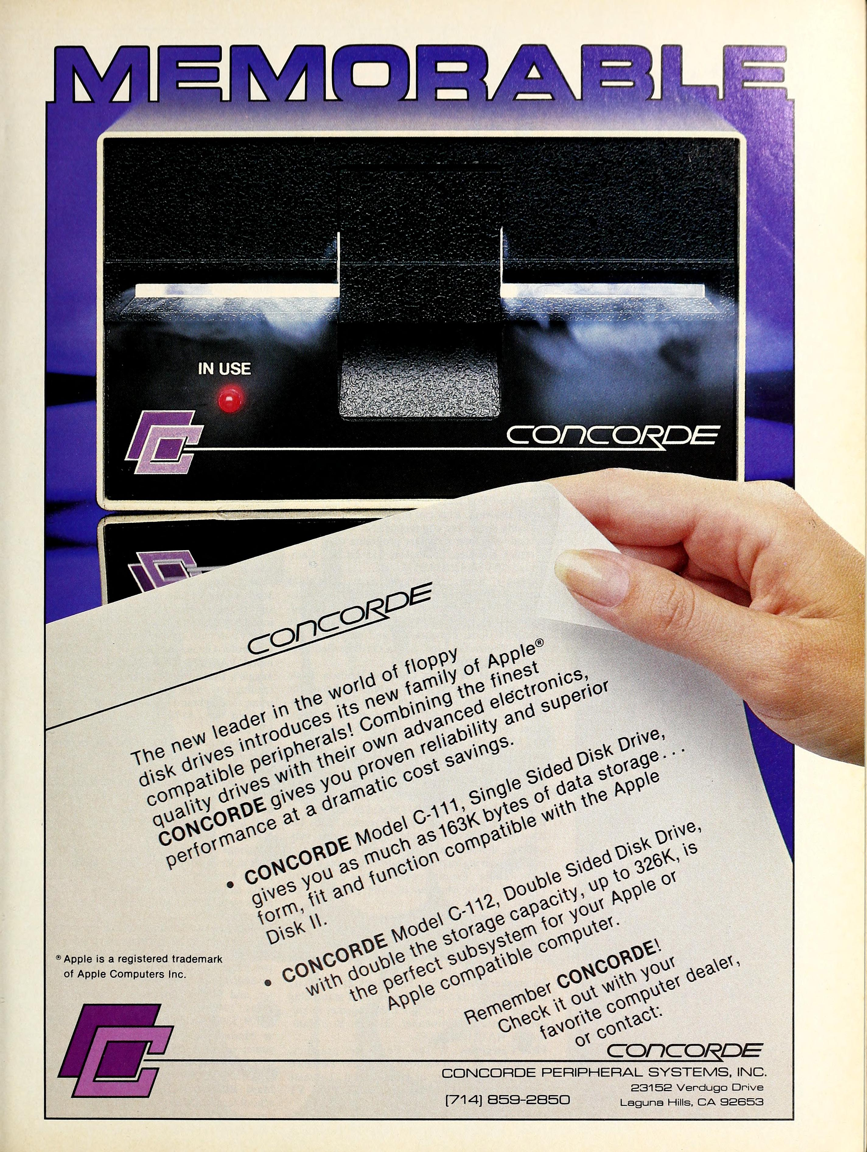 MEMORABLE
IN USE
CONCORDE
CONCORDE
The new leader in the world of floppy
disk drives introduces its new family of Apple®
compatible peripherals! Combining the finest
quality drives with their own advanced electronics,
CONCORDE gives you proven reliability and superior
performance at a dramatic cost savings.
• CONCORDE Model C-111, Single Sided Disk Drive,
gives you as much as 163K bytes of data storage...
form, fit and function compatible with the Apple
Disk II.
• CONCORDE Model C-112, Double Sided Disk Drive,
with double the storage capacity, up to 326K, is
the perfect subsystem for your Apple or
Apple compatible computer.
Remember CONCORDE!
Check it out with your
favorite computer dealer,
or contact:
® Apple is a registered trademark
of Apple Computers Inc.
CONCORDE
CONCORDE PERIPHERAL SYSTEMS, INC.
23152 Verdugo Drive
(714) 859-2850
Laguna Hills, CA 92653